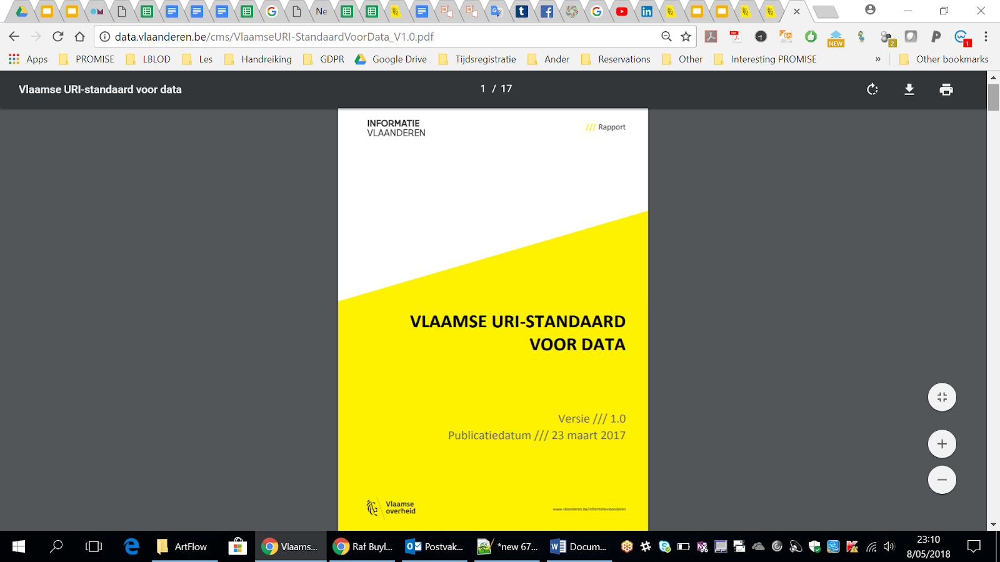 Ne
data.vlaanderen.be/cms/VlaamseURI-StandaardVoorData_V1.0.pdf
NEW
2
1
Apps PROMISE LBLOD Les Handreiking GDPR Google Drive Tijdsregistratie Ander Reservations Other Interesting PROMISE » Other bookmarks
Vlaamse URI-standaard voor data 1 / 17
INFORMATIE
VLAANDEREN
/// Rapport
VLAAMSE URI-STANDAARD
VOOR DATA
Versie /// 1.0
Publicatiedatum /// 23 maart 2017
Vlaamse
overheid
www.vlaanderen.be/informatievlaanderen
ArtFlow Vlaams... Raf Buyl... Postvak... *new 67... Docum...
23:10
8/05/2018